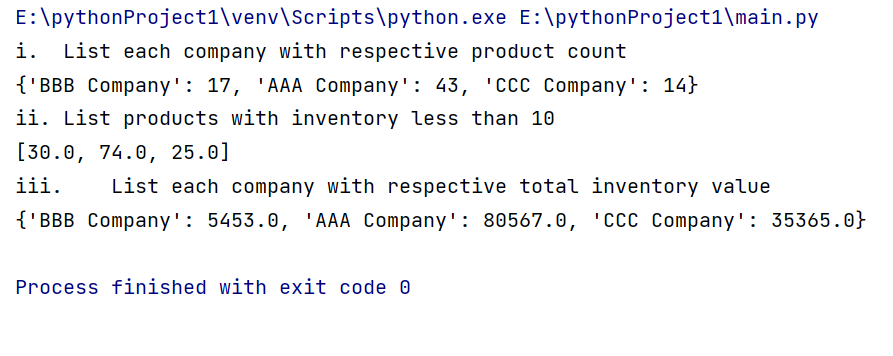 E:\pythonProject1\venv\Scripts\python.exe E:\pythonProject1\main.py
i.  List each company with respective product count
{'BBB Company': 17, 'AAA Company': 43, 'CCC Company': 14}
ii. List products with inventory less than 10
[30.0, 74.0, 25.0]
iii.    List each company with respective total inventory value
{'BBB Company': 5453.0, 'AAA Company': 80567.0, 'CCC Company': 35365.0}
Process finished with exit code 0